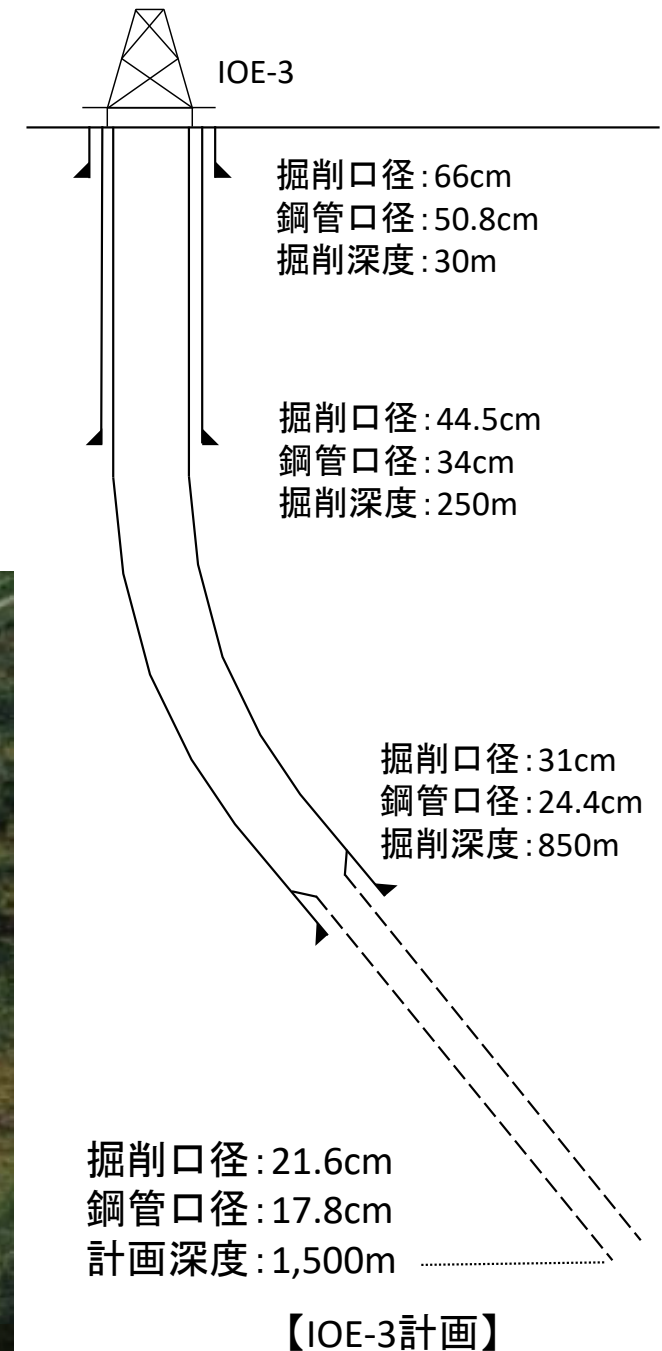 IOE-3
掘削口径:66cm
鋼管口径:50.8cm
掘削深度:30m
掘削口径:44.5cm
鋼管口径:34cm
掘削深度:250m
掘削口径:31cm
鋼管口径:24.4cm
掘削深度:850m
掘削口径:21.6cm
鋼管口径:17.8cm
計画深度:1,500m
【IOE-3計画】